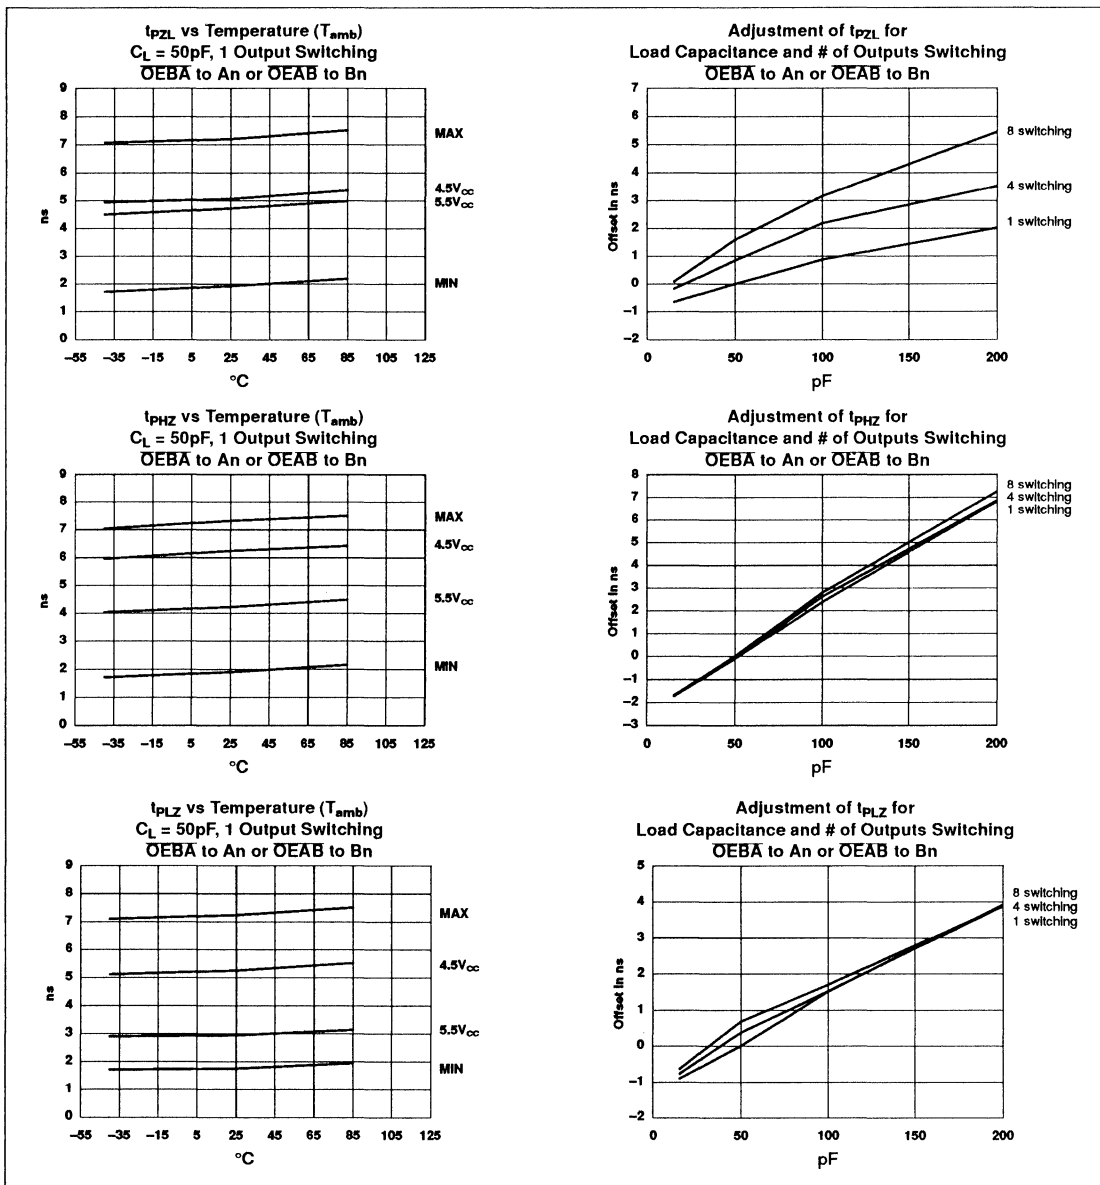 tPZL vs Temperature (Tamb)
CL = 50pF, 1 Output Switching
OEBA to An or OEAB to Bn
9
8
7
6
5
4
3
2
1
0
ns
MAX
4.5VCC
5.5VCC
MIN
–55 –35 –15 5 25 45 65 85 105 125
°C
Adjustment of tPZL for
Load Capacitance and # of Outputs Switching
OEBA to An or OEAB to Bn
7
6
5
4
3
2
1
0
–1
–2
Offset in ns
8 switching
4 switching
1 switching
0 50 100 150 200
pF
tPHZ vs Temperature (Tamb)
CL = 50pF, 1 Output Switching
OEBA to An or OEAB to Bn
9
8
7
6
5
4
3
2
1
0
ns
MAX
4.5VCC
5.5VCC
MIN
–55 –35 –15 5 25 45 65 85 105 125
°C
Adjustment of tPHZ for
Load Capacitance and # of Outputs Switching
OEBA to An or OEAB to Bn
8
7
6
5
4
3
2
1
0
–1
–2
–3
Offset in ns
8 switching
4 switching
1 switching
0 50 100 150 200
pF
tPLZ vs Temperature (Tamb)
CL = 50pF, 1 Output Switching
OEBA to An or OEAB to Bn
9
8
7
6
5
4
3
2
1
0
ns
MAX
4.5VCC
5.5VCC
MIN
–55 –35 –15 5 25 45 65 85 105 125
°C
Adjustment of tPLZ for
Load Capacitance and # of Outputs Switching
OEBA to An or OEAB to Bn
5
4
3
2
1
0
–1
–2
Offset in ns
8 switching
4 switching
1 switching
0 50 100 150 200
pF